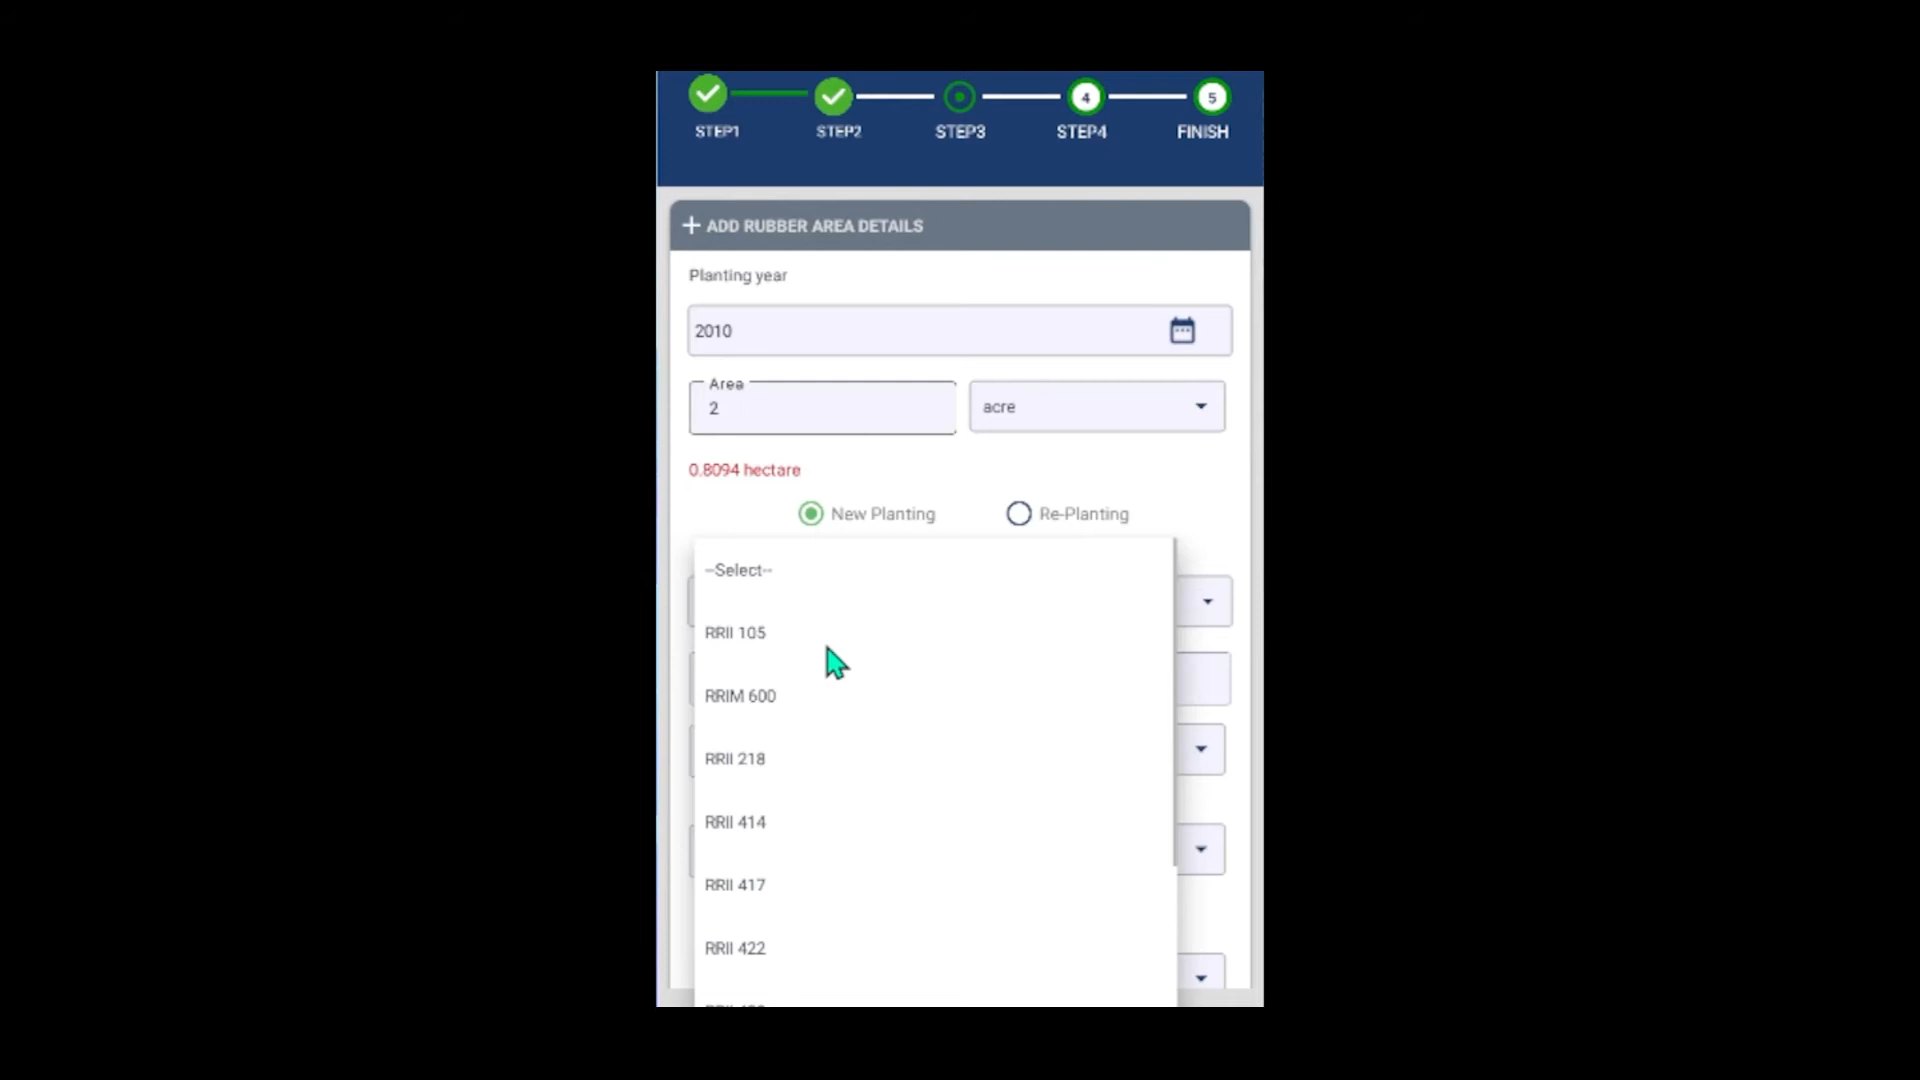 4
5
STEP1
STEP2
STEP3
STEP4
FINISH
ADD RUBBER AREA DETAILS
Planting year
2010
Area
2
acre
0.8094 hectare
New Planting
Re-Planting
--Select--
RRII 105
RRIM 600
RRII 218
RRII 414
RRII 417
RRII 422